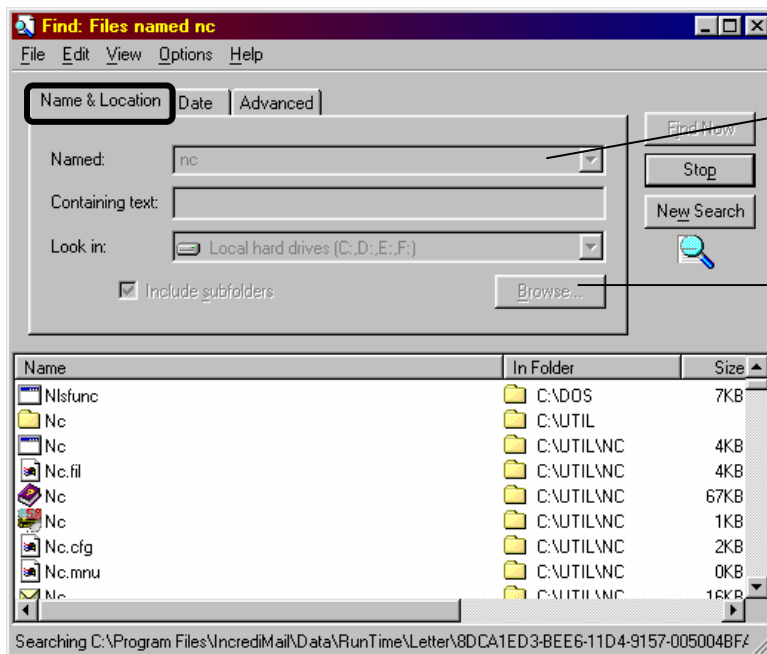 Find: Files named nc
File Edit View Options Help
Name & Location Date Advanced
Find Now
Named: nc
Stop
Containing text:
New Search
Look in: Local hard drives (C:,D:,E:,F:)
Include subfolders Browse...
Name In Folder Size
Nlsfunc C:\DOS 7KB
Nc C:\UTIL
Nc C:\UTIL\NC 4KB
Nc.fil C:\UTIL\NC 4KB
Nc C:\UTIL\NC 67KB
Nc C:\UTIL\NC 1KB
Nc.cfg C:\UTIL\NC 2KB
Nc.mnu C:\UTIL\NC 0KB
Nc C:\UTIL\NC 16KB
Searching C:\Program Files\IncrediMail\Data\RunTime\Letter\8DCA1ED3-BEE6-11D4-9157-005004BF